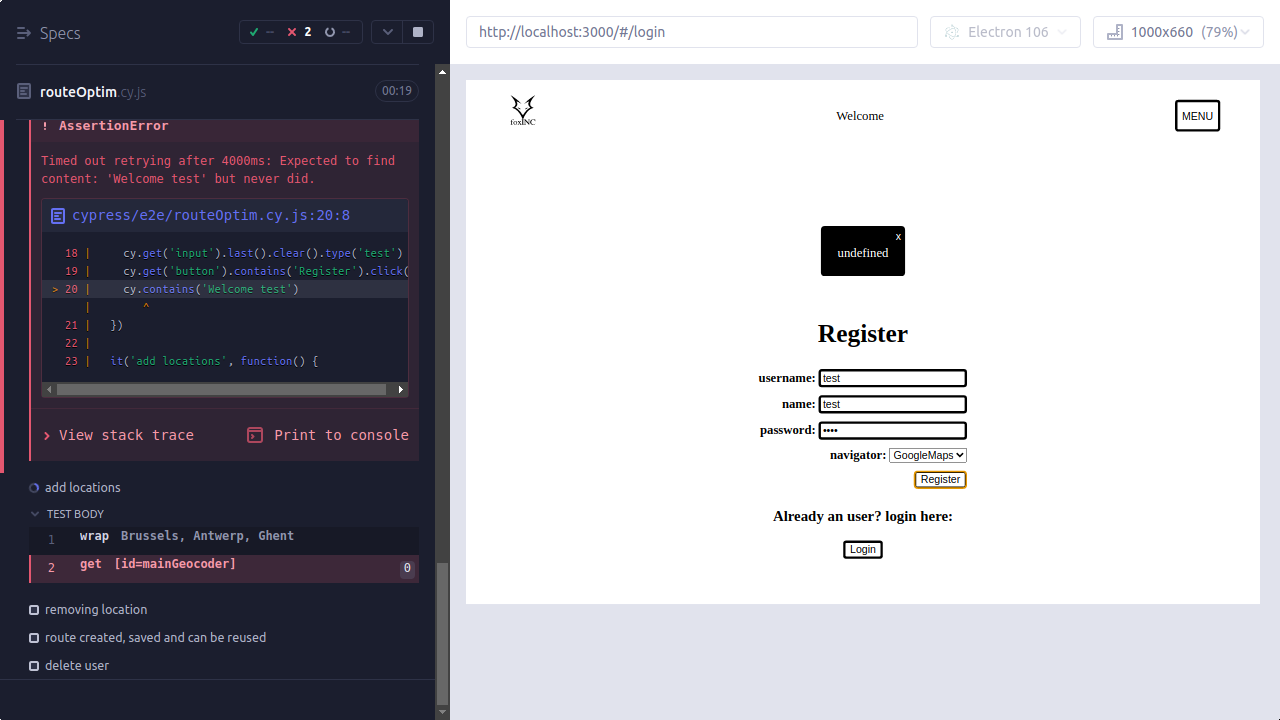 Specs
-- 2 --
routeOptim.cy.js 00:19
! AssertionError
Timed out retrying after 4000ms: Expected to find
content: 'Welcome test' but never did.
cypress/e2e/routeOptim.cy.js:20:8
18 | cy.get('input').last().clear().type('test')
19 | cy.get('button').contains('Register').click(
> 20 | cy.contains('Welcome test')
| ^
21 | })
22 |
23 | it('add locations', function() {
View stack trace Print to console
add locations
TEST BODY
1 wrap Brussels, Antwerp, Ghent
2 get [id=mainGeocoder] 0
removing location
route created, saved and can be reused
delete user
http://localhost:3000/#/login Electron 106 1000x660 (79%)
foxINC Welcome MENU
x
undefined
Register
username: test
name: test
password: ••••
navigator: GoogleMaps
Register
Already an user? login here:
Login